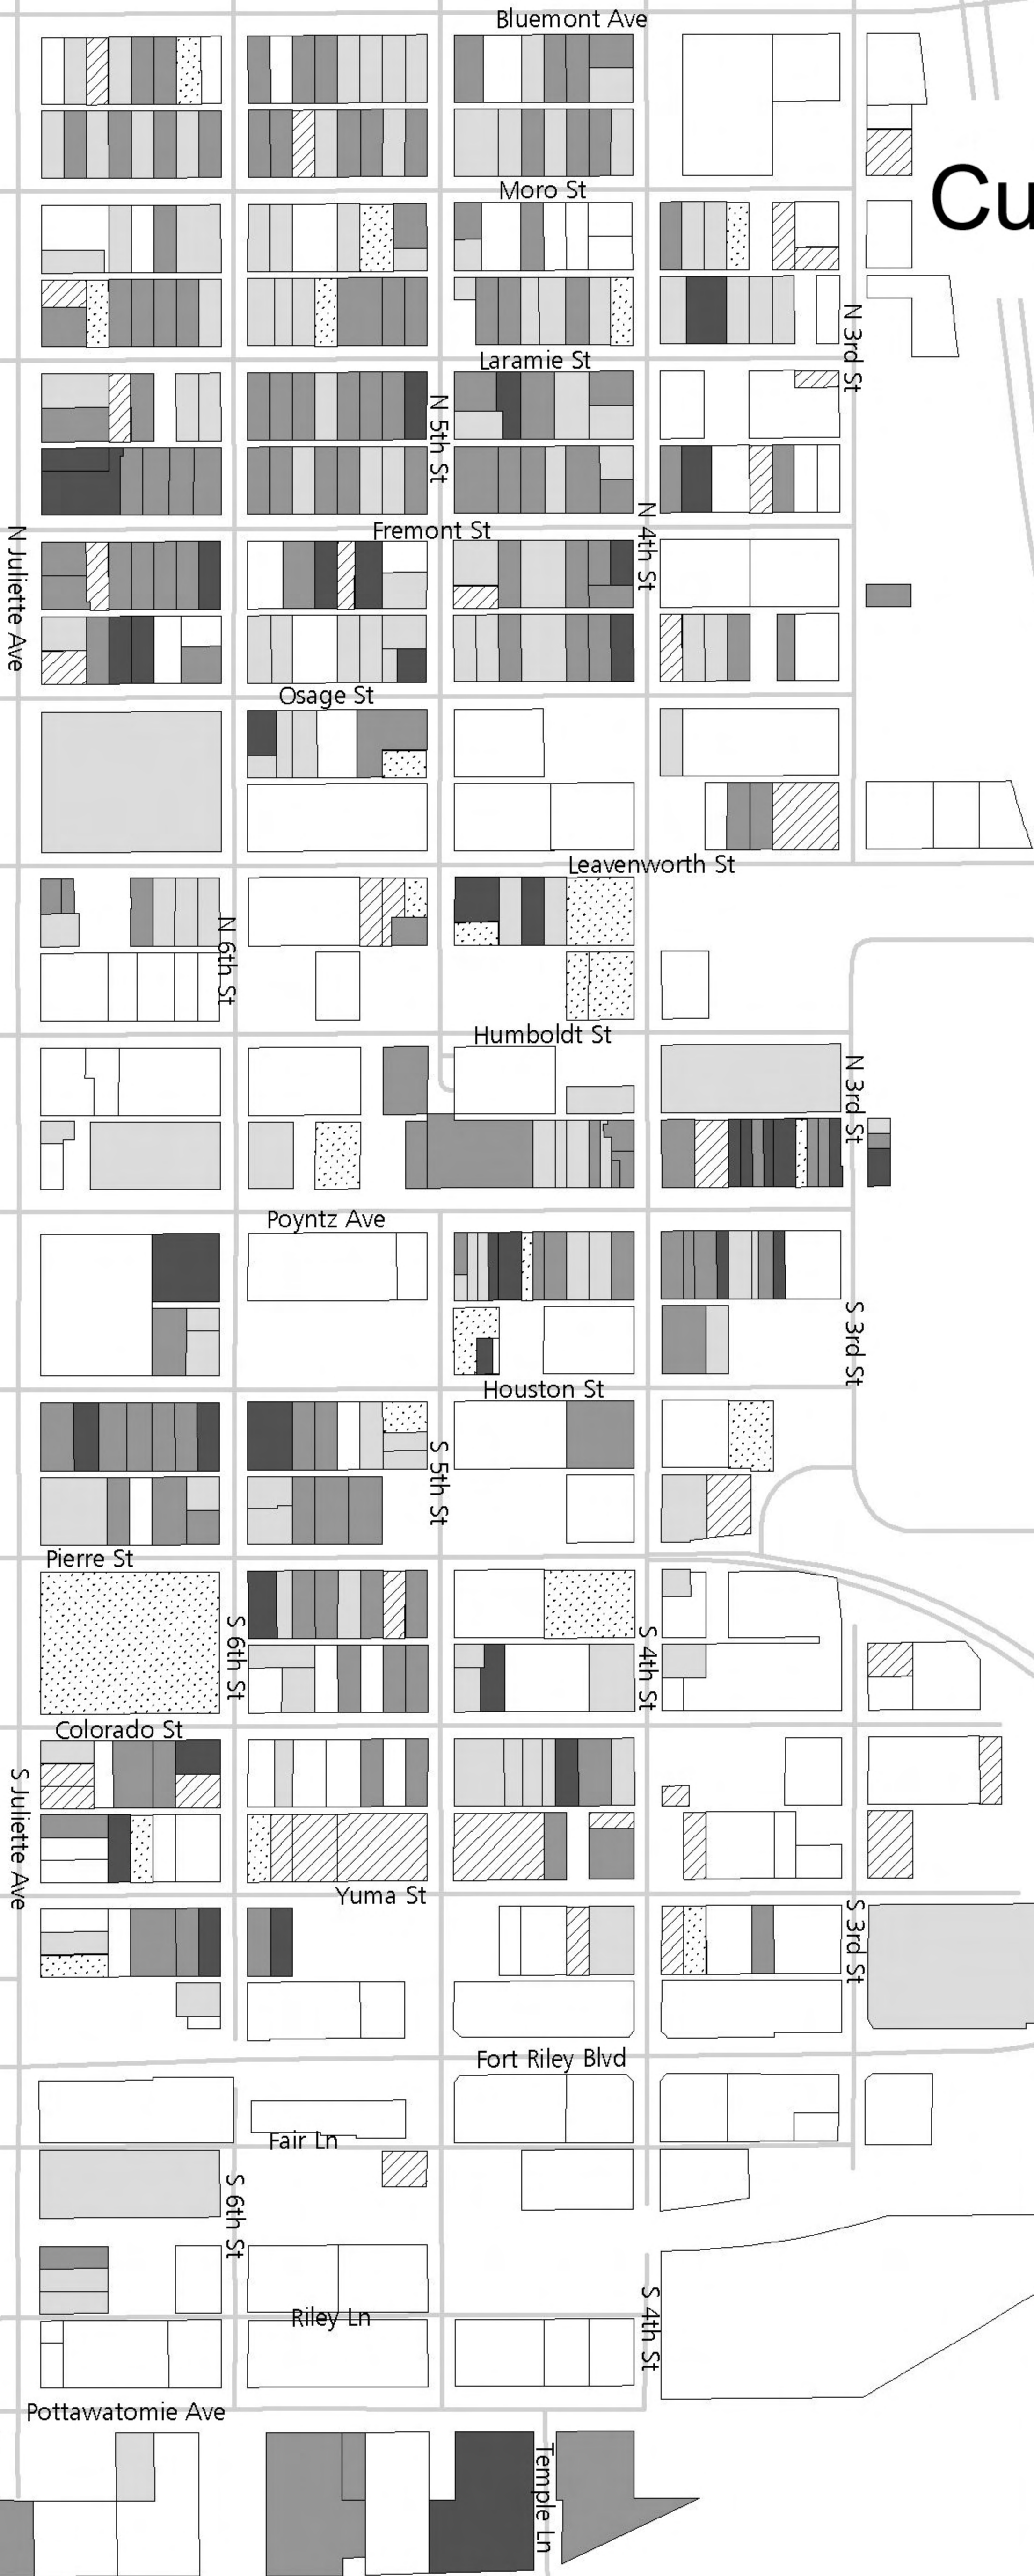 Bluemont Ave
Moro St
Cu
N 3rd St
Laramie St
N 5th St
N 4th St
Fremont St
N Juliette Ave
Osage St
Leavenworth St
N 6th St
Humboldt St
N 3rd St
Poyntz Ave
S 3rd St
Houston St
S 5th St
Pierre St
S 6th St
S 4th St
Colorado St
S Juliette Ave
Yuma St
S 3rd St
Fort Riley Blvd
Fair Ln
S 6th St
S 4th St
Riley Ln
Pottawatomie Ave
Temple Ln